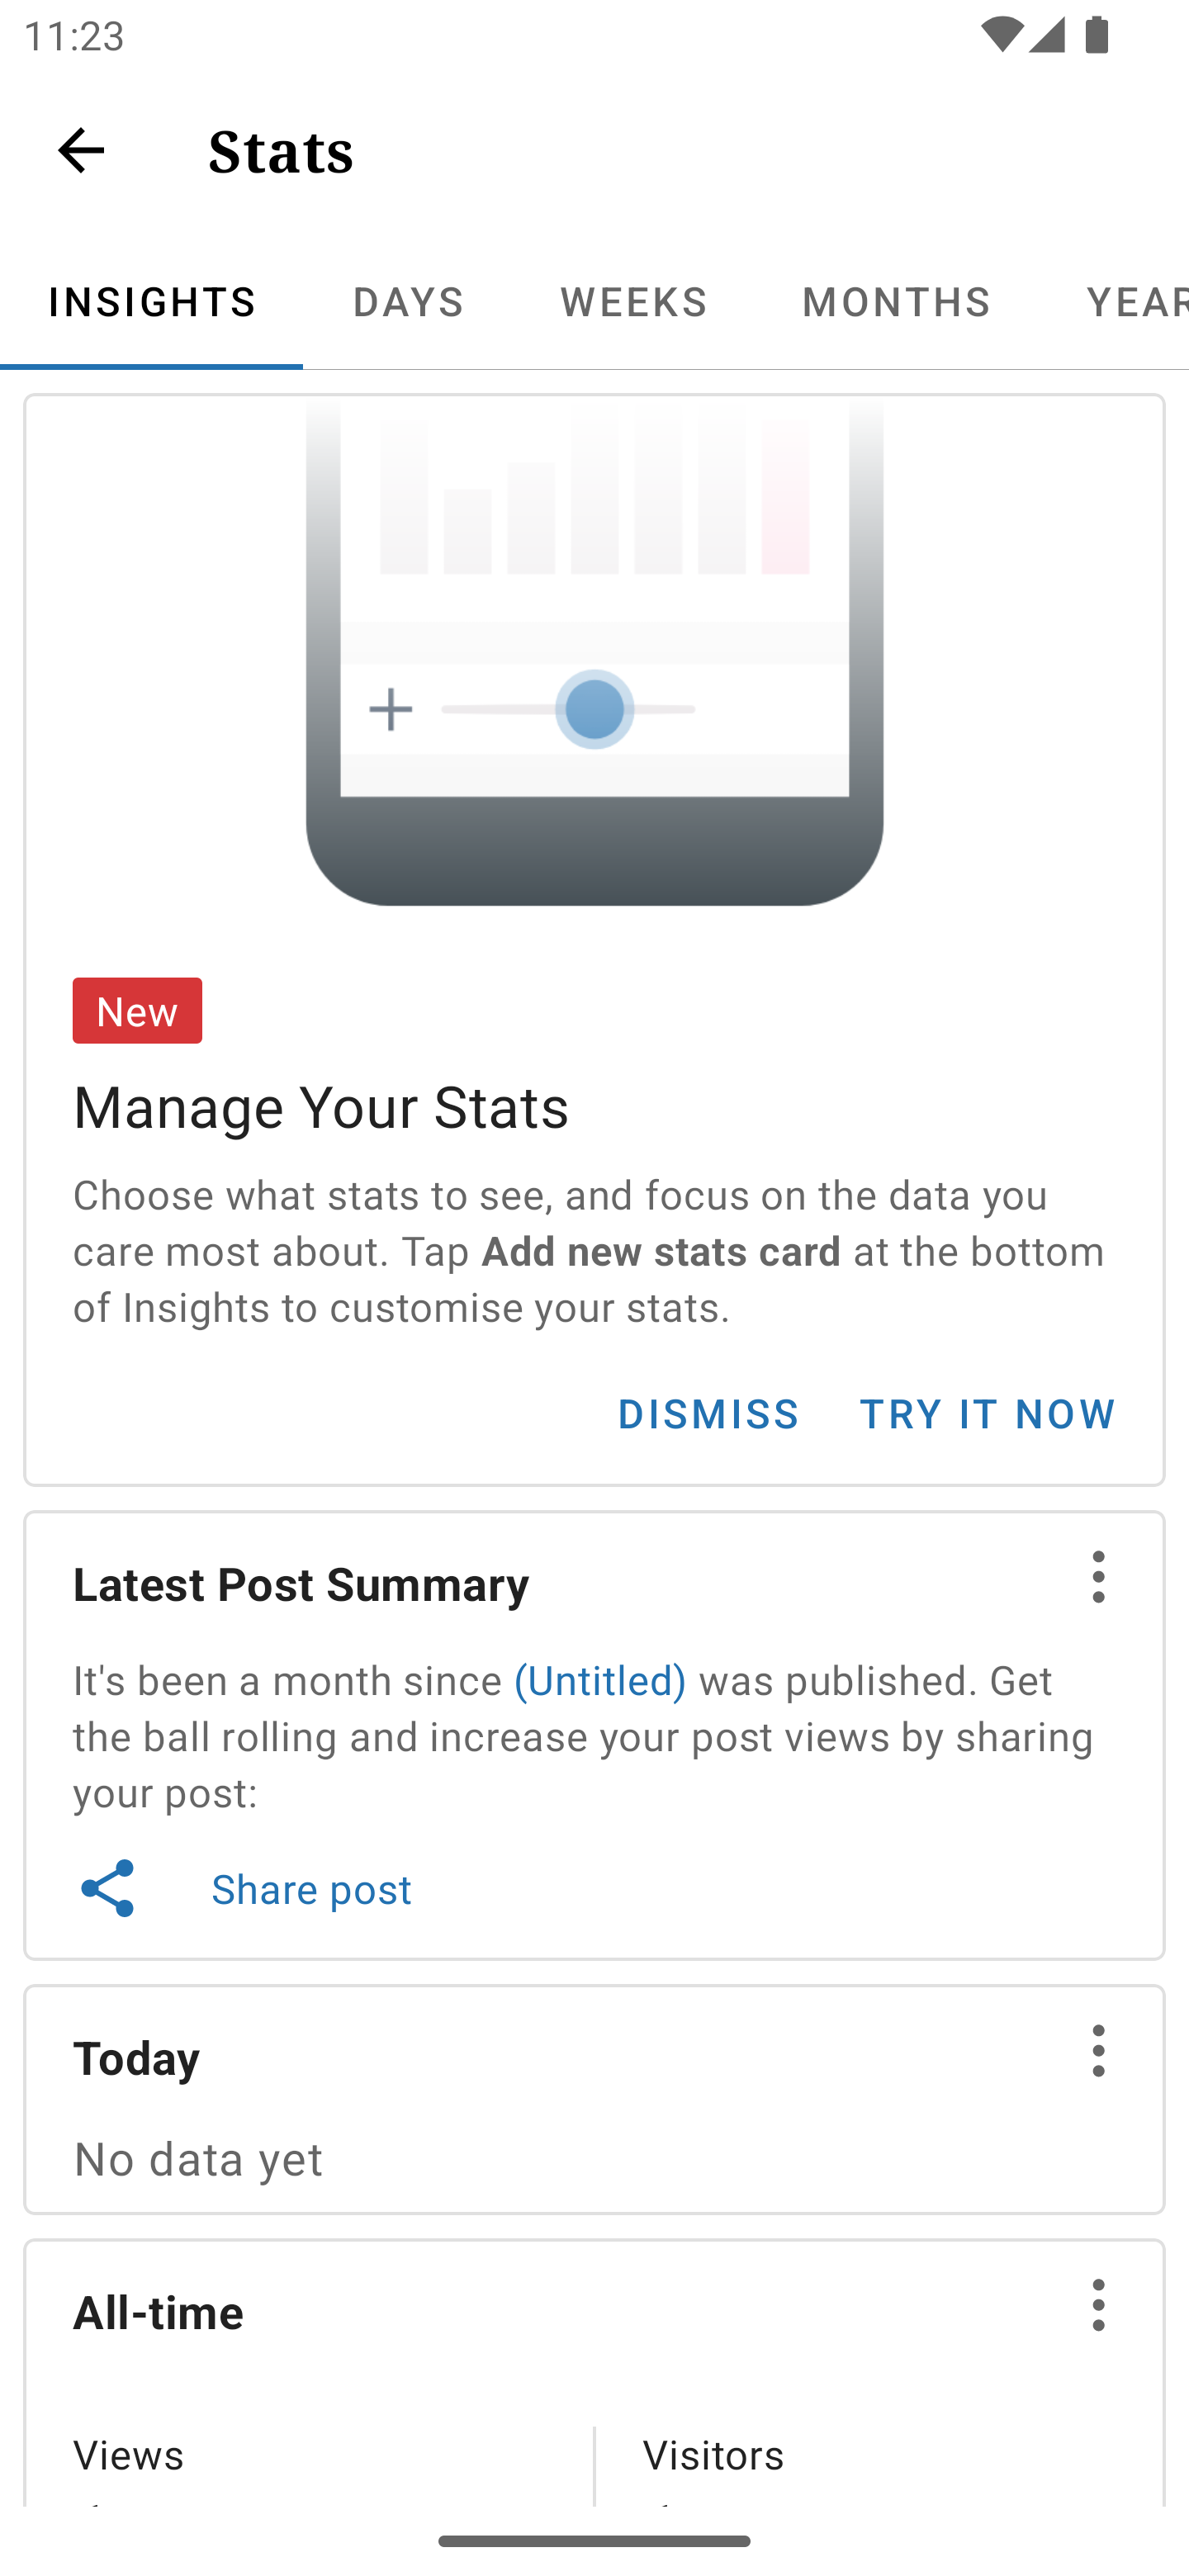 11:23
Stats
INSIGHTS DAYS WEEKS MONTHS YEAR
New
Manage Your Stats
Choose what stats to see, and focus on the data you
care most about. Tap Add new stats card at the bottom
of Insights to customise your stats.
DISMISS TRY IT NOW
Latest Post Summary
It's been a month since (Untitled) was published. Get
the ball rolling and increase your post views by sharing
your post:
Share post
Today
No data yet
All-time
Views Visitors